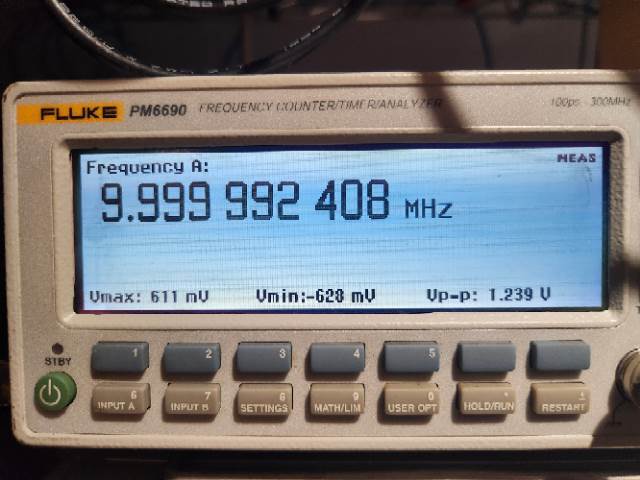 FLUKE PM6690 FREQUENCY COUNTER/TIMER/ANALYZER 100ps - 300MHz
Frequency A: MEAS
9.999 992 408 MHz
Vmax: 611 mV Vmin:-628 mV Vp-p: 1.239 V
STBY
1 2 3 4 5
6 7 8 9 0 . ±
INPUT A INPUT B SETTINGS MATH/LIM USER OPT HOLD/RUN RESTART